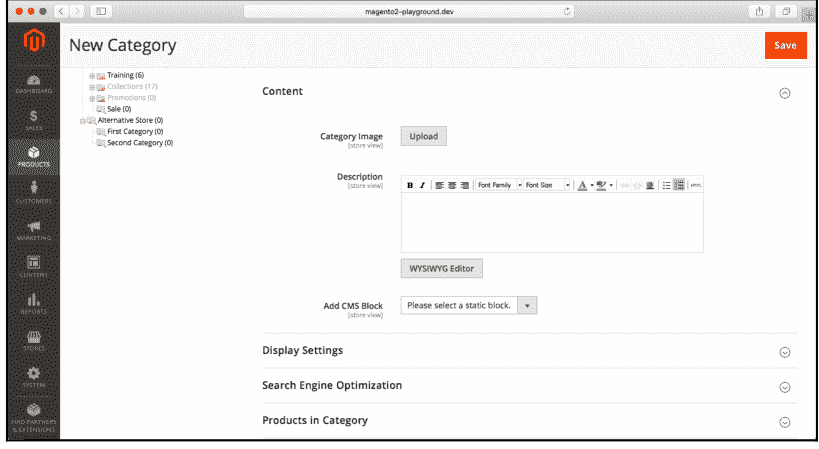 magento2-playground.dev
New Category
Save
DASHBOARD
SALES
PRODUCTS
CUSTOMERS
MARKETING
CONTENT
REPORTS
STORES
SYSTEM
FIND PARTNERS
& EXTENSIONS
Training (6)
Collections (17)
Promotions (0)
Sale (0)
Alternative Store (0)
First Category (0)
Second Category (0)
Content
Category Image
[store view]
Upload
Description
[store view]
B I Font Family Font Size A HTML
WYSIWYG Editor
Add CMS Block
[store view]
Please select a static block.
Display Settings
Search Engine Optimization
Products in Category